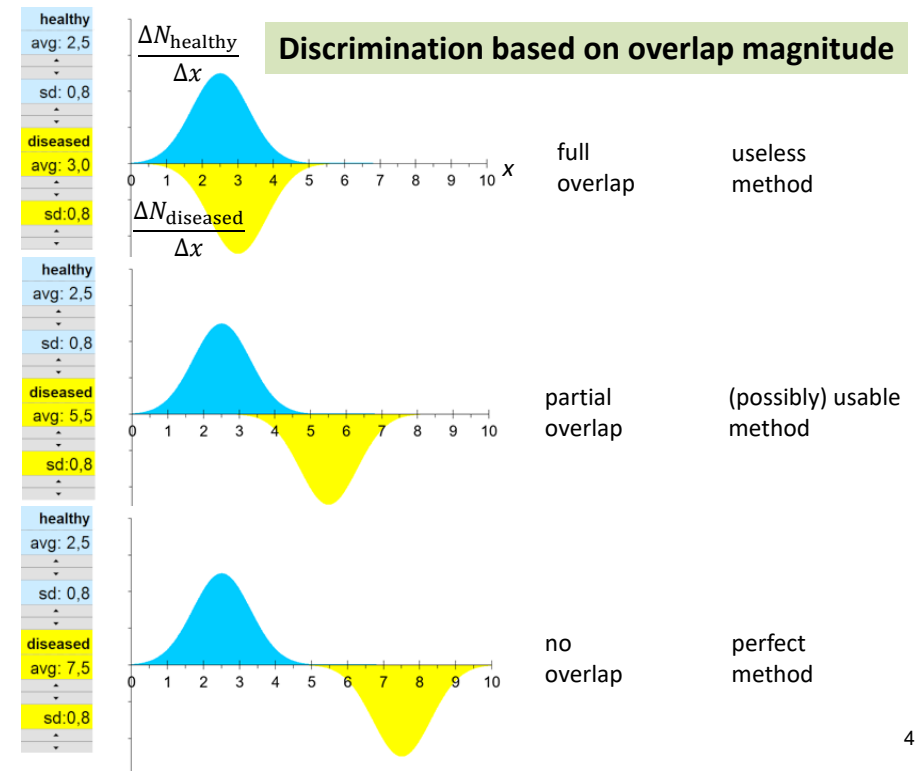 Discrimination based on overlap magnitude
healthy
avg: 2,5
sd: 0,8
diseased
avg: 3,0
sd:0,8
ΔN_healthy
Δx
0 1 2 3 4 5 6 7 8 9 10 x
ΔN_diseased
Δx
full
overlap
useless
method
healthy
avg: 2,5
sd: 0,8
diseased
avg: 5,5
sd:0,8
0 1 2 3 4 5 6 7 8 9 10
partial
overlap
(possibly) usable
method
healthy
avg: 2,5
sd: 0,8
diseased
avg: 7,5
sd:0,8
0 1 2 3 4 5 6 7 8 9 10
no
overlap
perfect
method
4